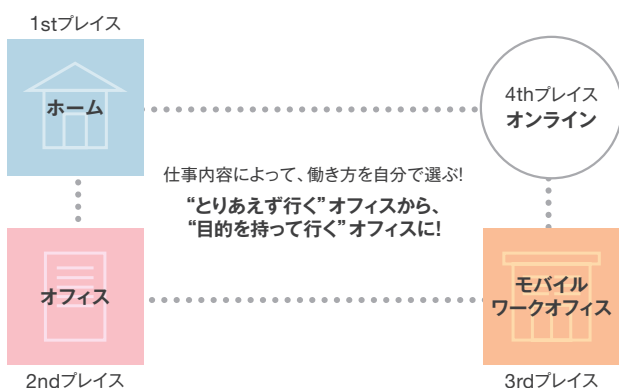 1stプレイス
ホーム
4thプレイス
オンライン
仕事内容によって、働き方を自分で選ぶ!
“とりあえず行く”オフィスから、
“目的を持って行く”オフィスに!
オフィス
2ndプレイス
モバイル
ワークオフィス
3rdプレイス